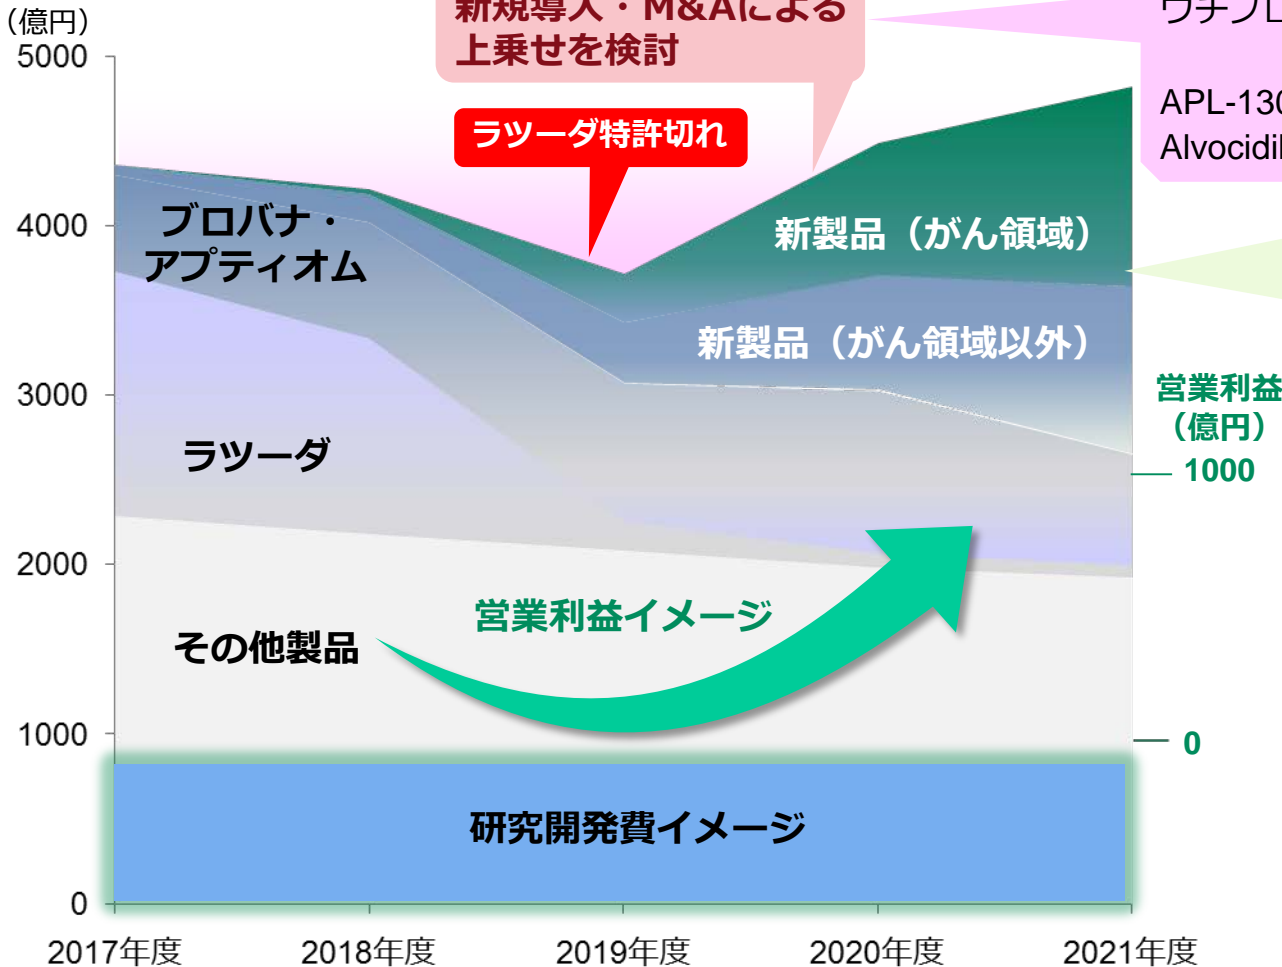 （億円）
新規導入・M&Aによる
上乗せを検討
ラツーダ特許切れ
APL-130
5000
4000
3000
2000
1000
0
ブロバナ・
アプティオム
新製品（がん領域）
新製品（がん領域以外）
ラツーダ
営業利益
（億円）
1000
0
営業利益イメージ
その他製品
研究開発費イメージ
2017年度
2018年度
2019年度
2020年度
2021年度